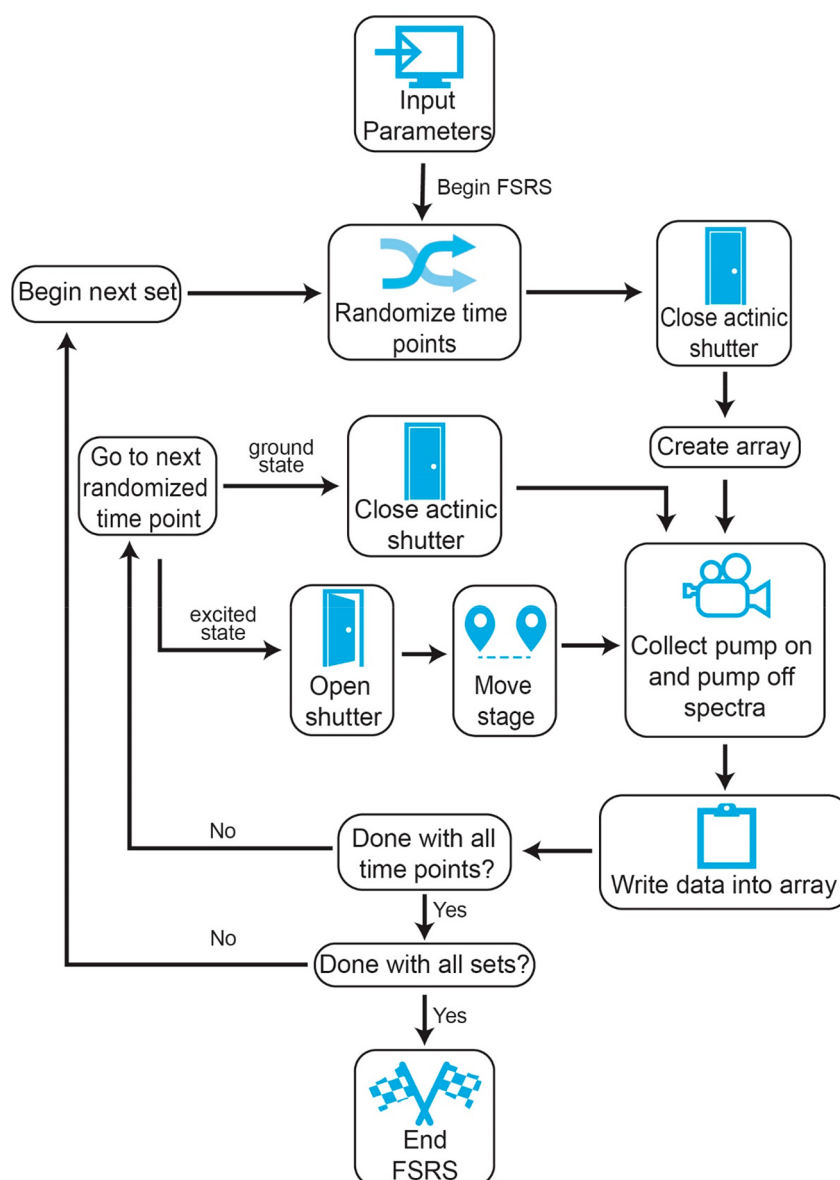 Input
Parameters
Begin FSRS
Begin next set
Randomize time
points
Close actinic
shutter
Create array
Go to next
randomized
time point
ground
state
Close actinic
shutter
excited
state
Open
shutter
Move
stage
Collect pump on
and pump off
spectra
Write data into array
Done with all
time points?
No
Yes
Done with all sets?
No
Yes
End
FSRS